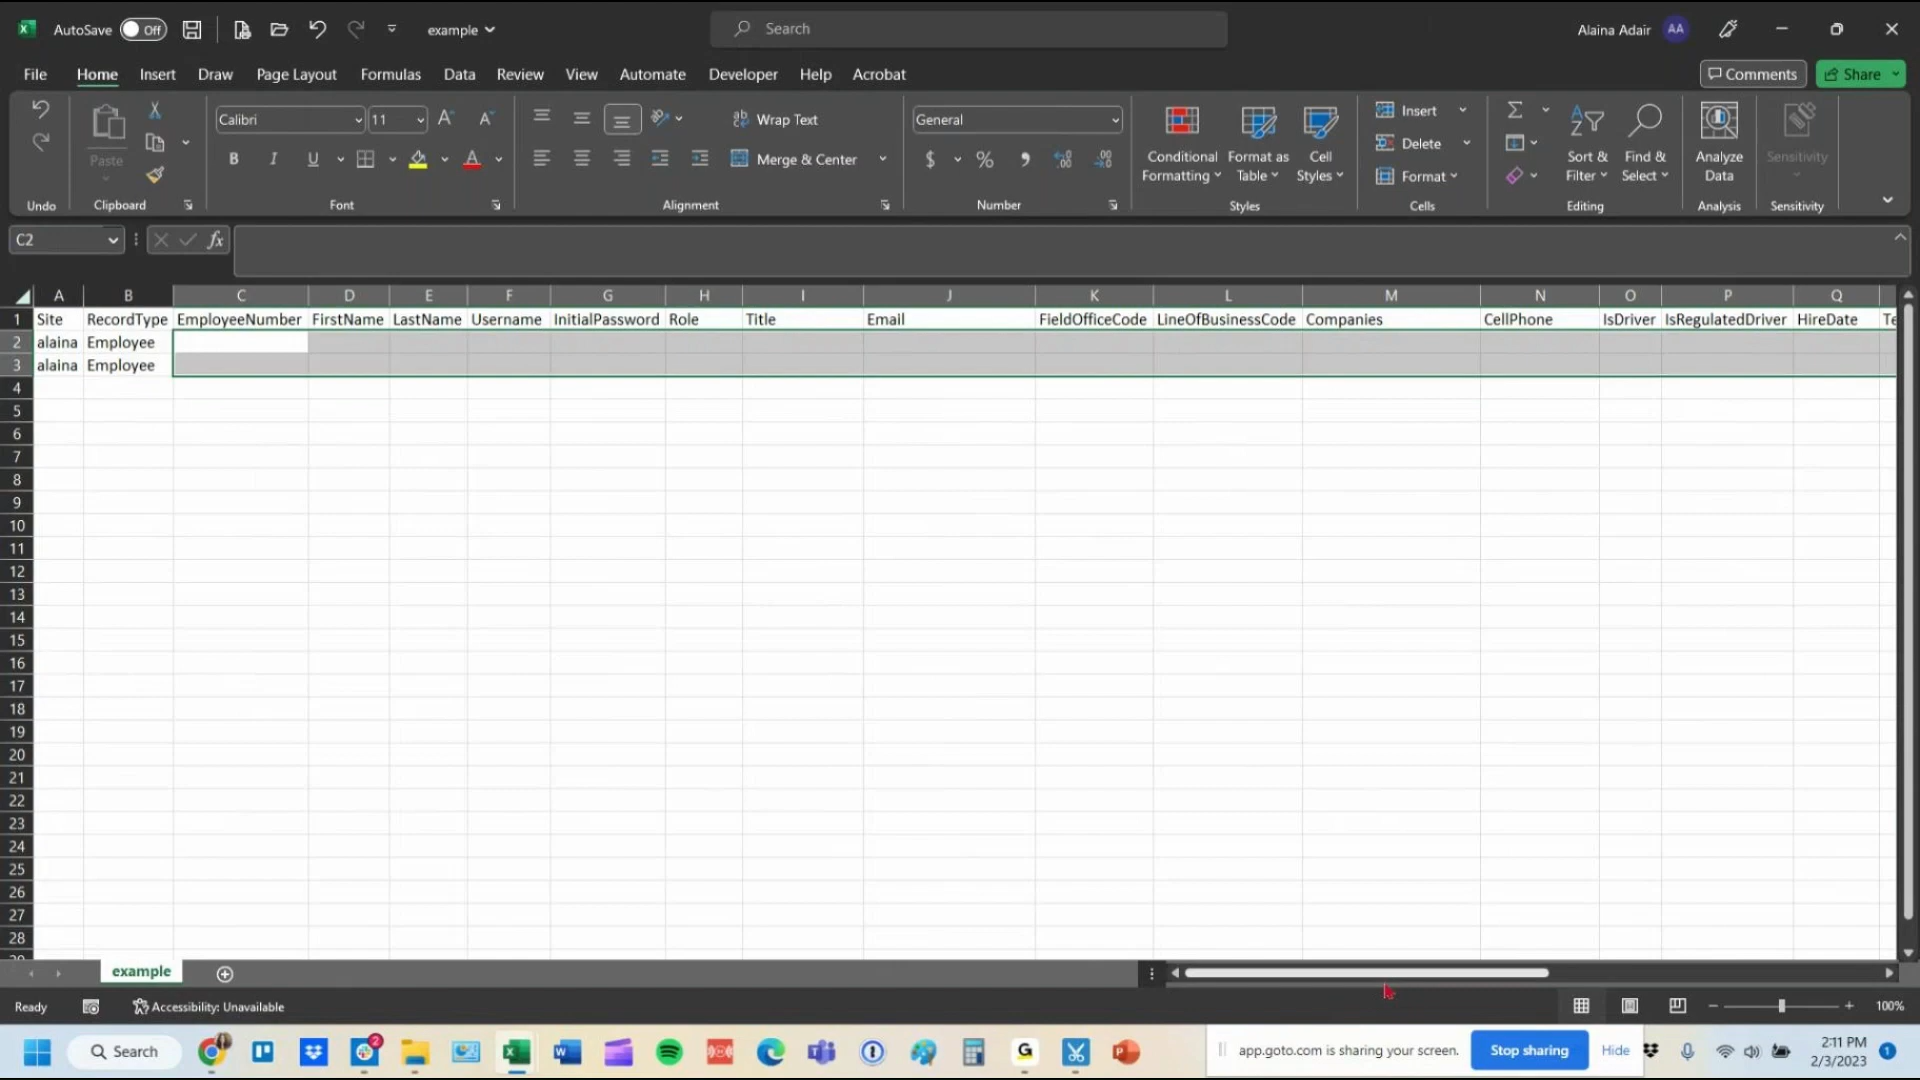 AutoSave Off example Search Alaina Adair AA
File Home Insert Draw Page Layout Formulas Data Review View Automate Developer Help Acrobat Comments Share
Calibri 11 Wrap Text General Insert
Paste B I U Merge & Center $ % Conditional Formatting Format as Table Cell Styles Delete Format Sort & Filter Find & Select Analyze Data Sensitivity
Undo Clipboard Font Alignment Number Styles Cells Editing Analysis Sensitivity
C2 fx
A B C D E F G H I J K L M N O P Q
1 Site RecordType EmployeeNumber FirstName LastName Username InitialPassword Role Title Email FieldOfficeCode LineOfBusinessCode Companies CellPhone IsDriver IsRegulatedDriver HireDate Te
2 alaina Employee
3 alaina Employee
4
5
6
7
8
9
10
11
12
13
14
15
16
17
18
19
20
21
22
23
24
25
26
27
28
example
Ready Accessibility: Unavailable 100%
Search 2 app.goto.com is sharing your screen. Stop sharing Hide 2:11 PM 1
2/3/2023